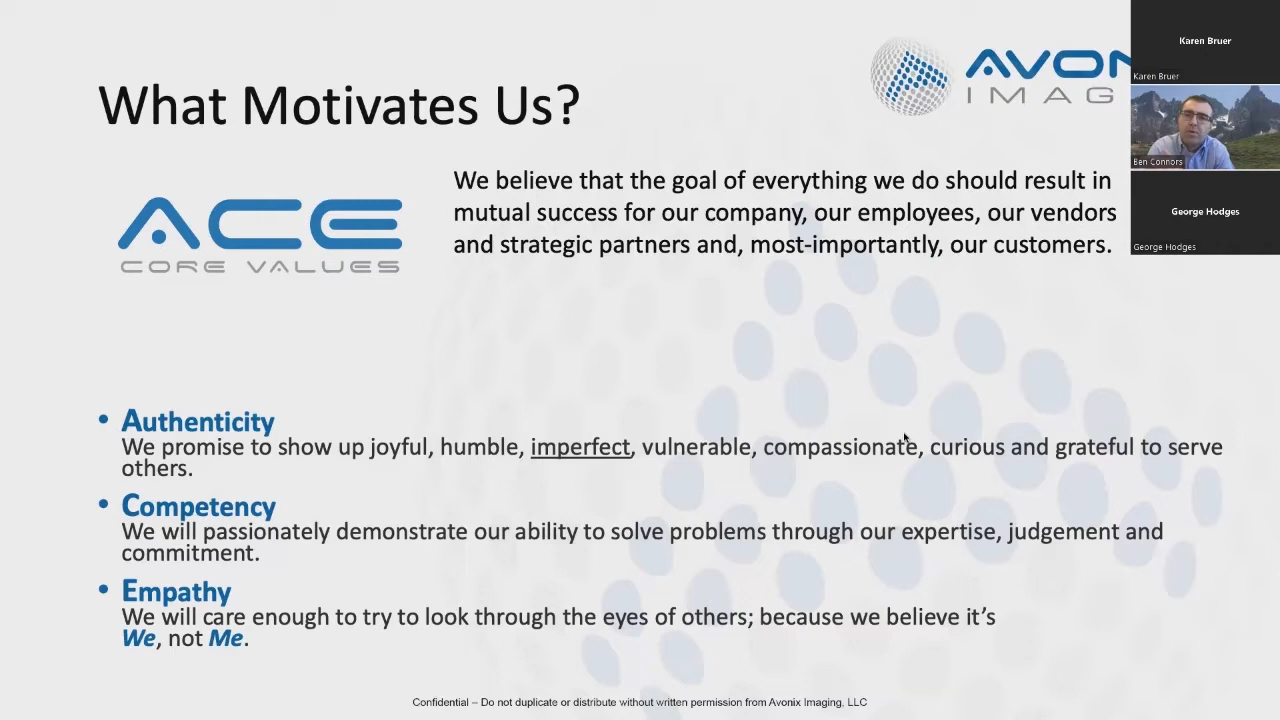 What Motivates Us?
AVON
IMAG
ACE
CORE VALUES
We believe that the goal of everything we do should result in
mutual success for our company, our employees, our vendors
and strategic partners and, most-importantly, our customers.
• Authenticity
We promise to show up joyful, humble, imperfect, vulnerable, compassionate, curious and grateful to serve
others.
• Competency
We will passionately demonstrate our ability to solve problems through our expertise, judgement and
commitment.
• Empathy
We will care enough to try to look through the eyes of others; because we believe it's
We, not Me.
Confidential – Do not duplicate or distribute without written permission from Avonix Imaging, LLC
Karen Bruer
Karen Bruer
Ben Connors
George Hodges
George Hodges